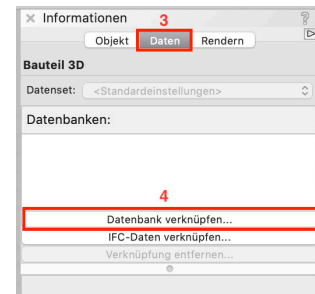 × Informationen 3 ?
Objekt Daten Rendern
Bauteil 3D
Datenset: <Standardeinstellungen>
Datenbanken:
4
Datenbank verknüpfen...
IFC-Daten verknüpfen...
Verknüpfung entfernen...